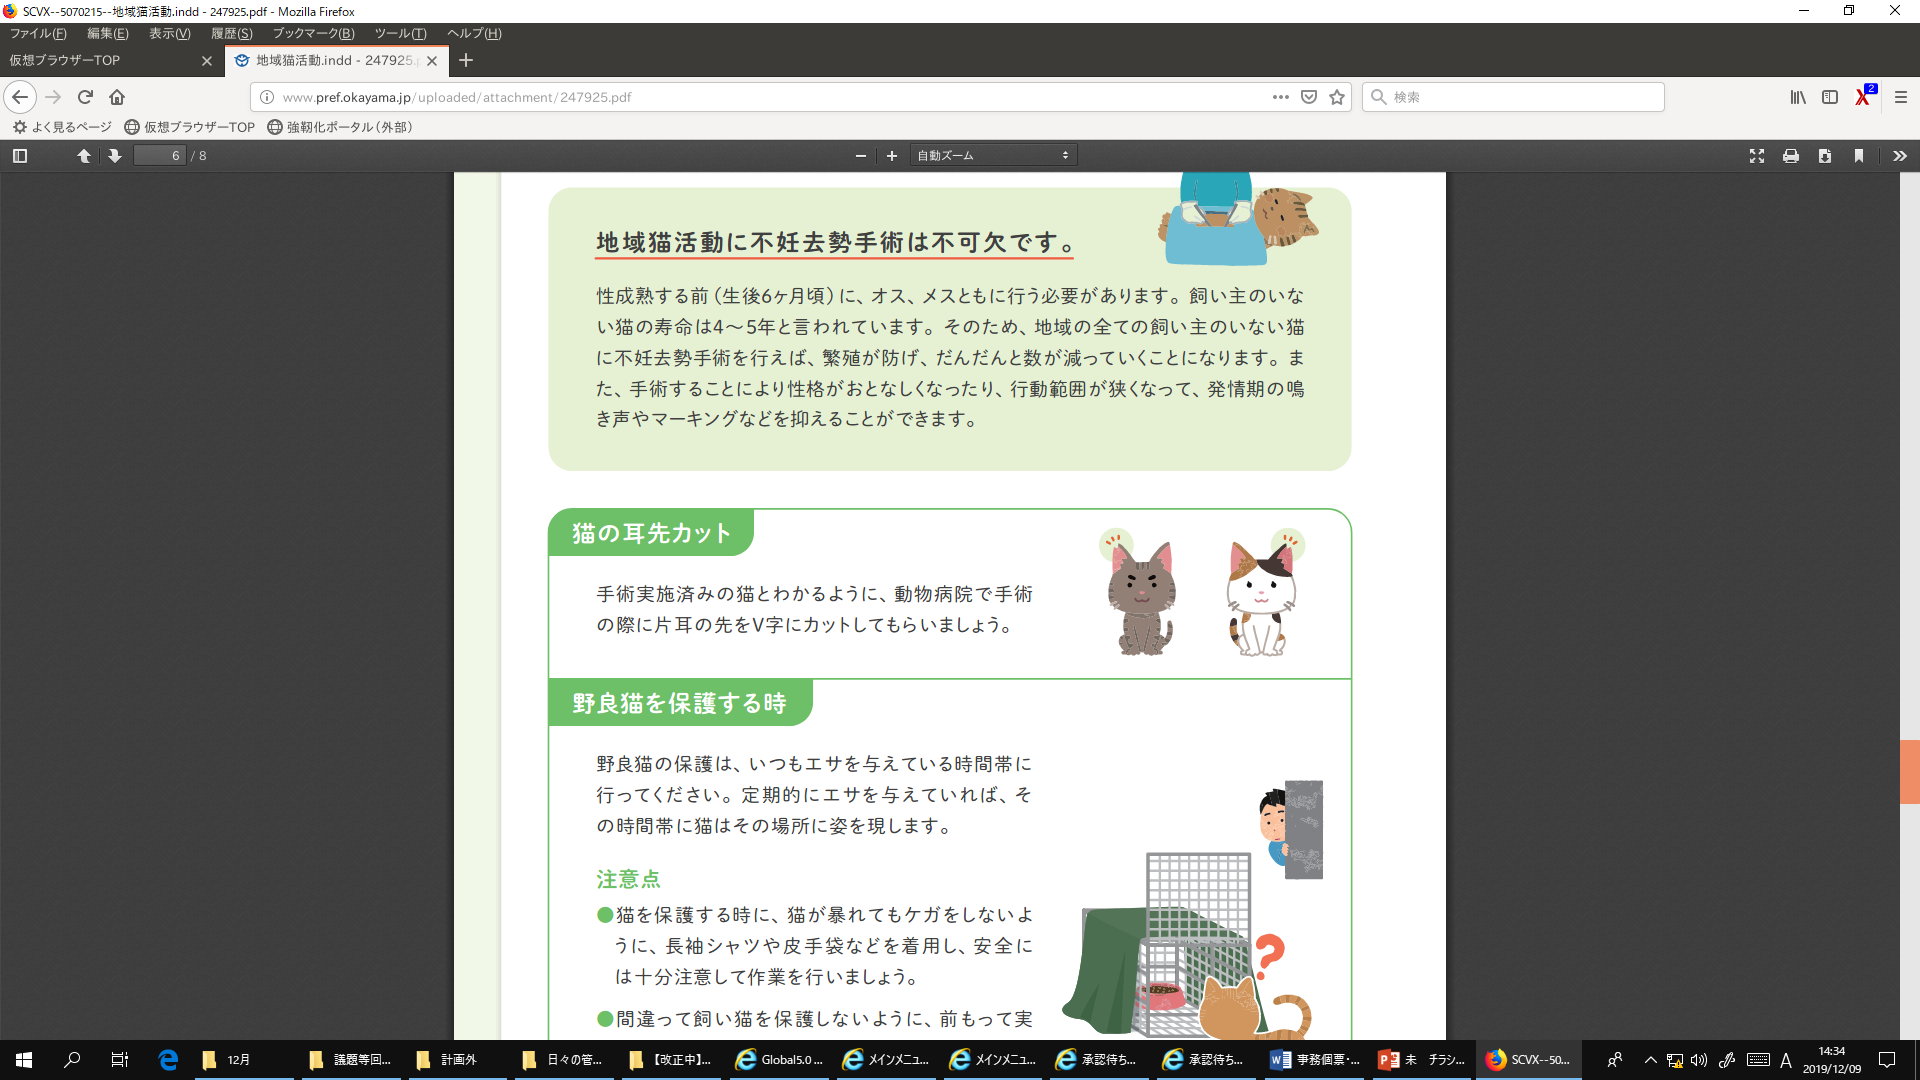 SCVX--5070215--地域猫活動.indd - 247925.pdf - Mozilla Firefox
ファイル(F) 編集(E) 表示(V) 履歴(S) ブックマーク(B) ツール(T) ヘルプ(H)
仮想ブラウザーTOP
地域猫活動.indd - 247925.p
www.pref.okayama.jp/uploaded/attachment/247925.pdf
検索
2
よく見るページ 仮想ブラウザーTOP 強靭化ポータル(外部)
6 / 8
自動ズーム
地域猫活動に不妊去勢手術は不可欠です。
性成熟する前(生後6ヶ月頃)に、オス、メスともに行う必要があります。飼い主のいな
い猫の寿命は4〜5年と言われています。そのため、地域の全ての飼い主のいない猫
に不妊去勢手術を行えば、繁殖が防げ、だんだんと数が減っていくことになります。ま
た、手術することにより性格がおとなしくなったり、行動範囲が狭くなって、発情期の鳴
き声やマーキングなどを抑えることができます。
猫の耳先カット
手術実施済みの猫とわかるように、動物病院で手術
の際に片耳の先をV字にカットしてもらいましょう。
野良猫を保護する時
野良猫の保護は、いつもエサを与えている時間帯に
行ってください。定期的にエサを与えていれば、そ
の時間帯に猫はその場所に姿を現します。
注意点
●猫を保護する時に、猫が暴れてもケガをしないよ
うに、長袖シャツや皮手袋などを着用し、安全に
は十分注意して作業を行いましょう。
●間違って飼い猫を保護しないように、前もって実
?
12月
議題等回...
計画外
日々の管...
【改正中】...
Global5.0 ...
メインメニュ...
メインメニュ...
承認待ち...
承認待ち...
事務個票・...
未 チラシ...
SCVX--50...
A
14:34
2019/12/09